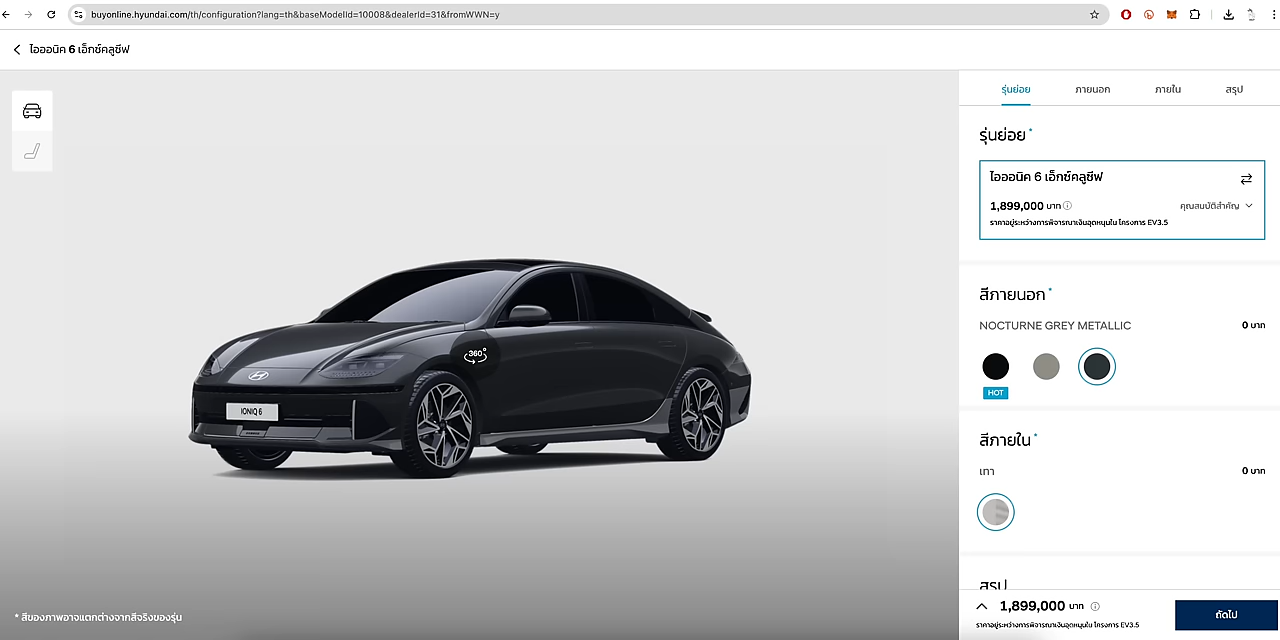 buyonline.hyundai.com/th/configuration?lang=th&baseModelId=10008&dealerId=31&fromWWN=y
ไอออนิค 6 เอ็กซ์คลูซีฟ
รุ่นย่อย ภายนอก ภายใน สรุป
รุ่นย่อย *
ไอออนิค 6 เอ็กซ์คลูซีฟ
1,899,000 บาท
คุณสมบัติสำคัญ
ราคาอยู่ระหว่างการพิจารณาเงินอุดหนุนใน โครงการ EV3.5
สีภายนอก *
NOCTURNE GREY METALLIC 0 บาท
HOT
360°
IONIQ 6
สีภายใน *
เทา 0 บาท
สรุป
1,899,000 บาท
ราคาอยู่ระหว่างการพิจารณาเงินอุดหนุนใน โครงการ EV3.5
ถัดไป
* สีของภาพอาจแตกต่างจากสีจริงของรุ่น